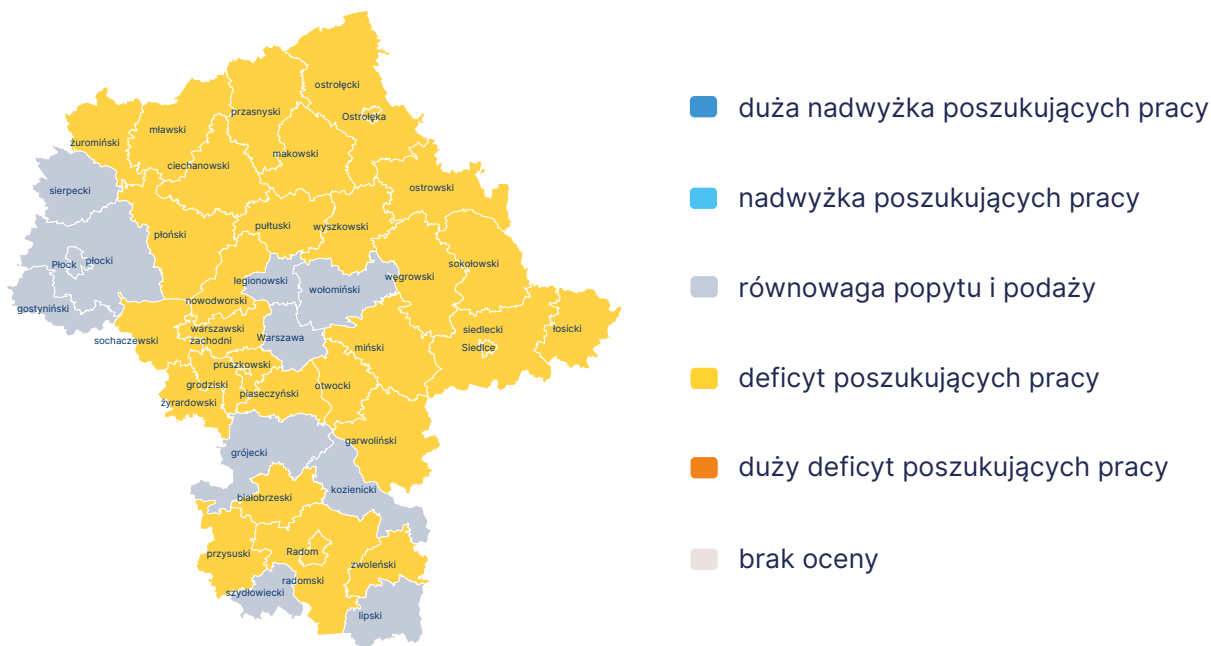 ostrołęcki
przasnyski
Ostrołęka
mławski
żuromiński
makowski
ciechanowski
sierpecki
ostrowski
pułtuski
wyszkowski
płoński
Płock
płocki
sokołowski
węgrowski
legionowski
wołomiński
nowodworski
gostyniński
warszawski
zachodni
sochaczewski
Warszawa
siedlecki
łosicki
Siedlce
miński
pruszkowski
grodziski
otwocki
piaseczyński
żyrardowski
garwoliński
grójecki
kozienicki
białobrzeski
przysuski
Radom
zwoleński
radomski
szydłowiecki
lipski
duża nadwyżka poszukujących pracy
nadwyżka poszukujących pracy
równowaga popytu i podaży
deficyt poszukujących pracy
duży deficyt poszukujących pracy
brak oceny